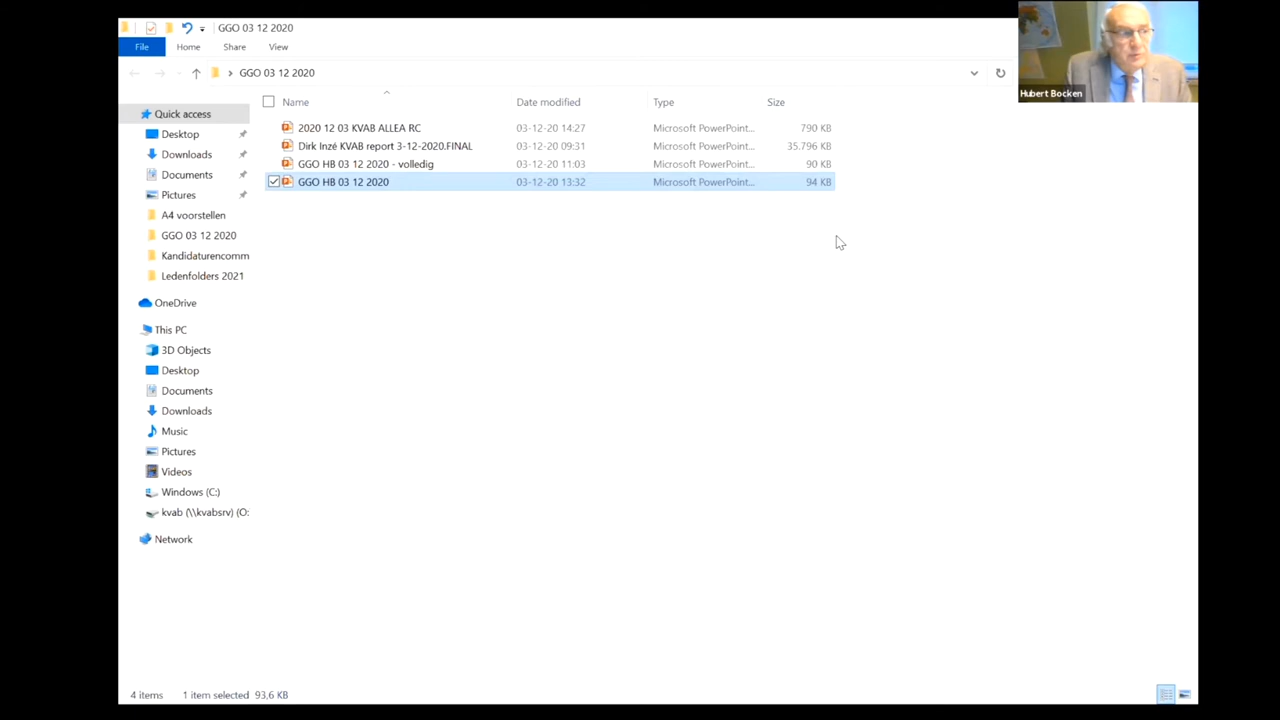 GGO 03 12 2020
File Home Share View
GGO 03 12 2020
Hubert Bocken
Name Date modified Type Size
Quick access
Desktop
Downloads
Documents
Pictures
A4 voorstellen
GGO 03 12 2020
Kandidaturencomm
Ledenfolders 2021
OneDrive
This PC
3D Objects
Desktop
Documents
Downloads
Music
Pictures
Videos
Windows (C:)
kvab (\\kvabsrv) (O:
Network
2020 12 03 KVAB ALLEA RC 03-12-20 14:27 Microsoft PowerPoint... 790 KB
Dirk Inzé KVAB report 3-12-2020.FINAL 03-12-20 09:31 Microsoft PowerPoint... 35.796 KB
GGO HB 03 12 2020 - volledig 03-12-20 11:03 Microsoft PowerPoint... 90 KB
GGO HB 03 12 2020 03-12-20 13:32 Microsoft PowerPoint... 94 KB
4 items 1 item selected 93,6 KB